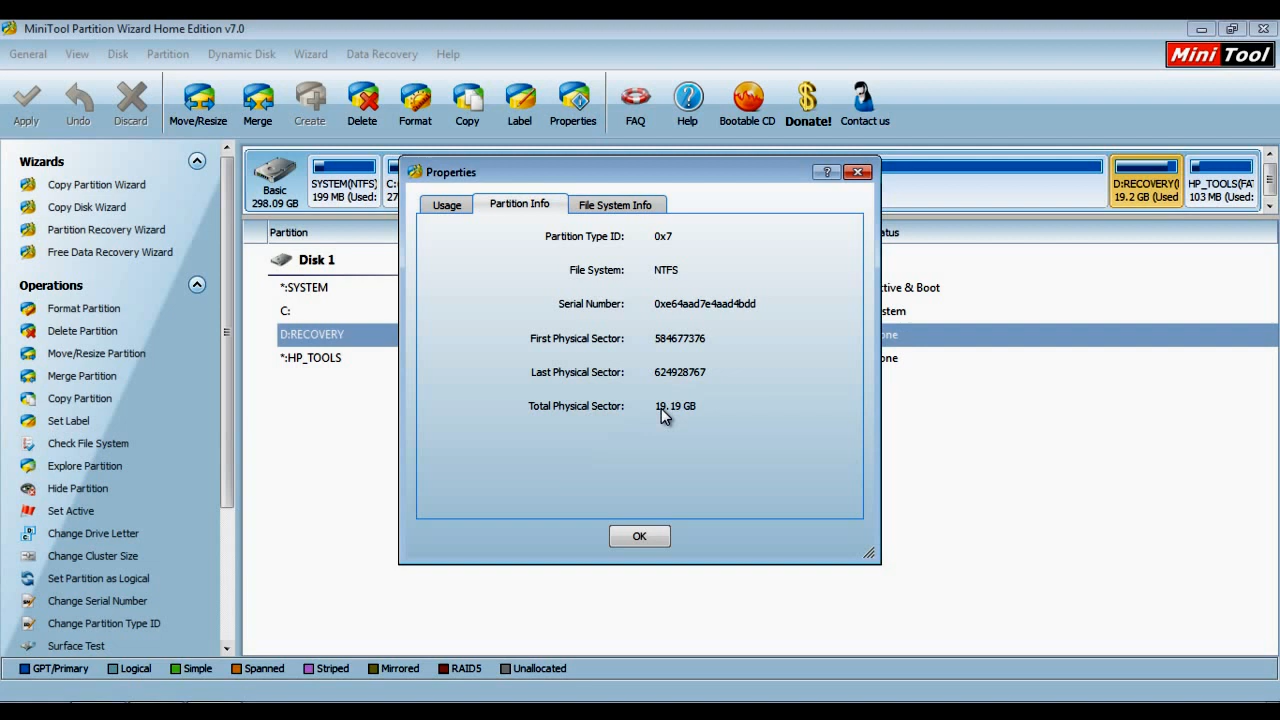 MiniTool Partition Wizard Home Edition v7.0
General View Disk Partition Wizard Dynamic Disk Wizard Data Recovery Help
Mini Tool
Apply Undo Discard Move/Resize Merge Create Delete Format Copy Label Properties FAQ Help Bootable CD Donate! Contact us
Wizards
Copy Partition Wizard
Copy Disk Wizard
Partition Recovery Wizard
Free Data Recovery Wizard
Operations
Format Partition
Delete Partition
Move/Resize Partition
Merge Partition
Copy Partition
Set Label
Check File System
Explore Partition
Hide Partition
Set Active
Change Drive Letter
Change Cluster Size
Set Partition as Logical
Change Serial Number
Change Partition Type ID
Surface Test
Basic
298.09 GB
SYSTEM(NTFS)
199 MB (Used:
C:
27
D:RECOVERY(I
19.2 GB (Used
HP_TOOLS(FAT
103 MB (Used:
Partition
atus
Disk 1
*:SYSTEM
tive & Boot
C:
stem
D:RECOVERY
one
*:HP_TOOLS
one
Properties
?
Usage Partition Info File System Info
Partition Type ID: 0x7
File System: NTFS
Serial Number: 0xe64aad7e4aad4bdd
First Physical Sector: 584677376
Last Physical Sector: 624928767
Total Physical Sector: 19.19 GB
OK
GPT/Primary Logical Simple Spanned Striped Mirrored RAID5 Unallocated